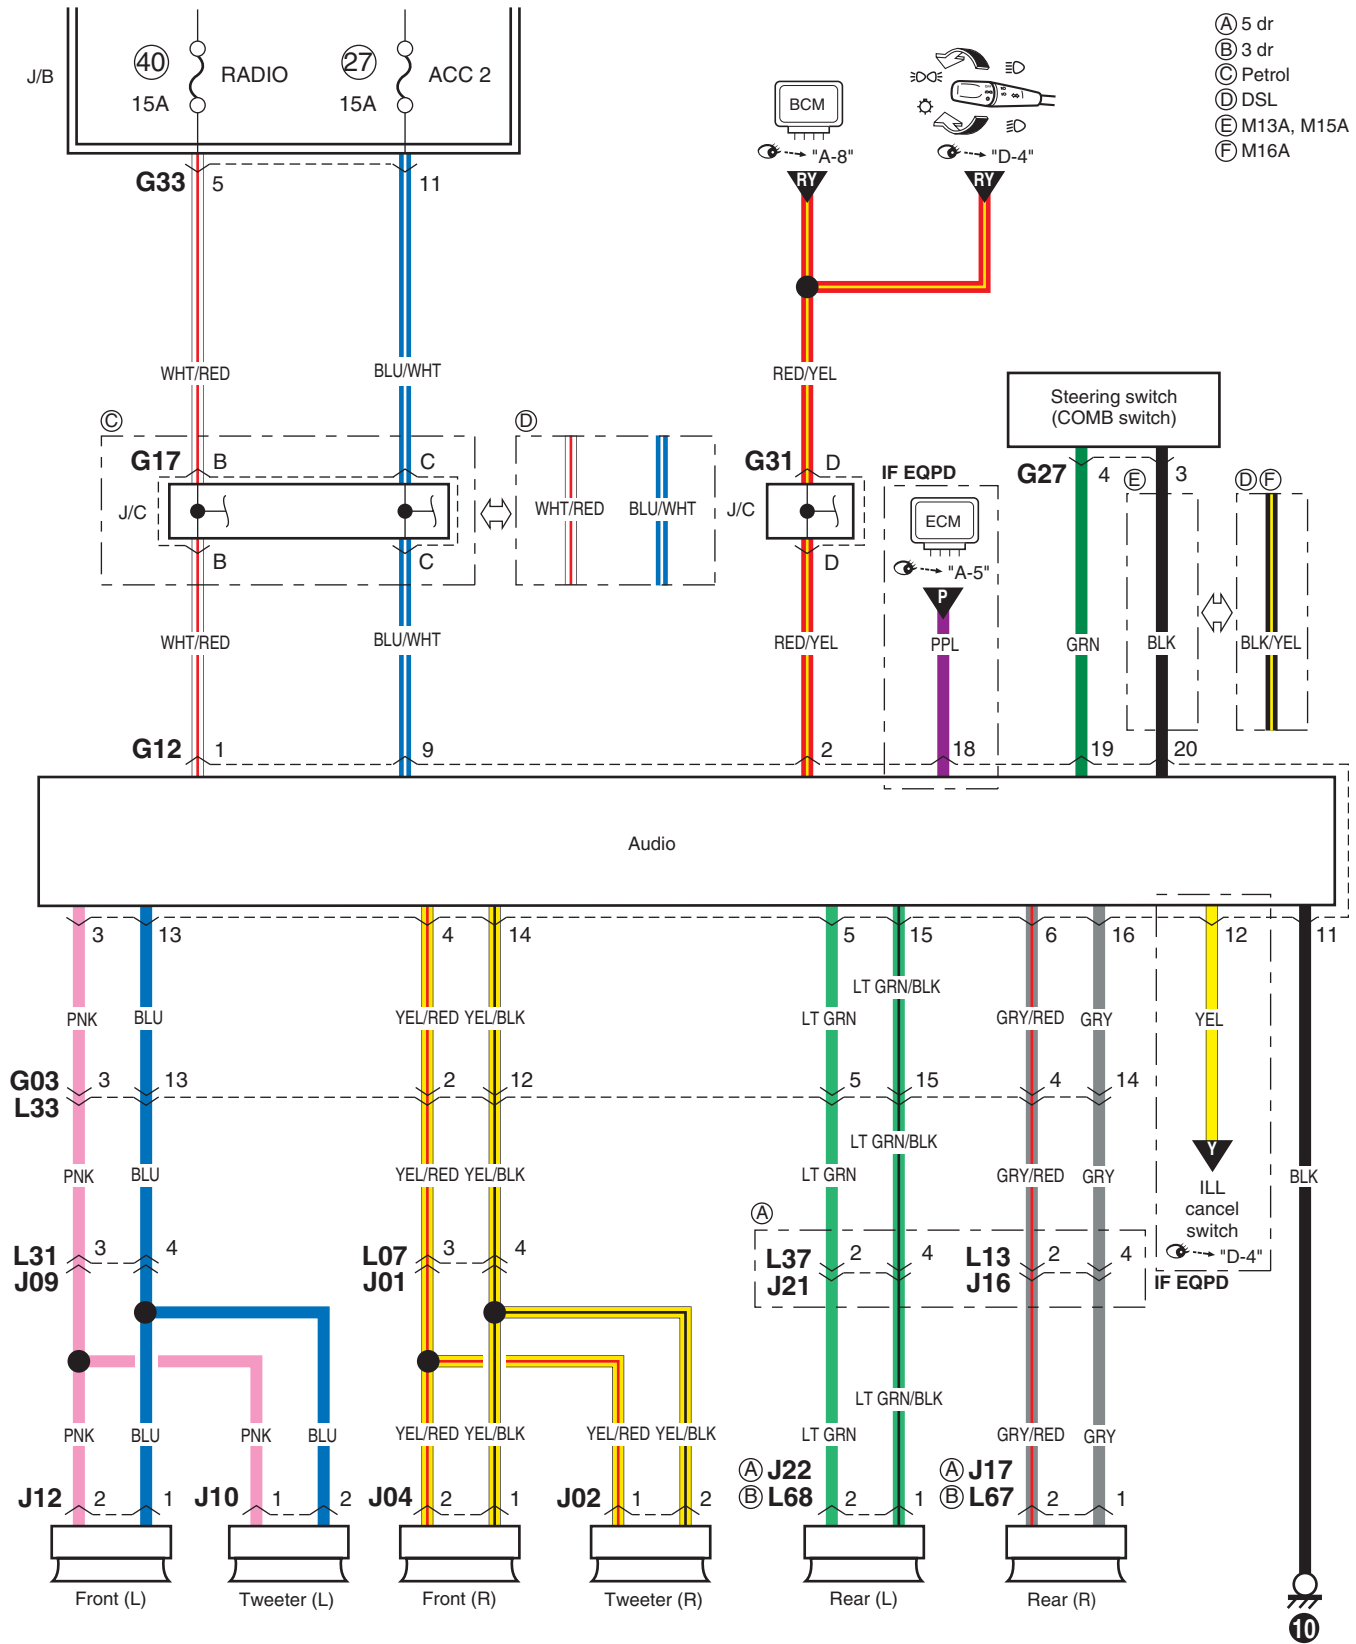 J/B
40
RADIO
15A
27
ACC 2
15A
BCM
"A-8"
RY
"D-4"
RY
A 5 dr
B 3 dr
C Petrol
D DSL
E M13A, M15A
F M16A
G33 5 11
WHT/RED
BLU/WHT
RED/YEL
Steering switch
(COMB switch)
C
D
G17 B C
J/C
B C
WHT/RED
BLU/WHT
G31 D
J/C
D
IF EQPD
ECM
"A-5"
P
G27 4 3
E
D F
WHT/RED
BLU/WHT
RED/YEL
PPL
GRN
BLK
BLK/YEL
G12 1 9 2 18 19 20
Audio
3 13 4 14 5 15 6 16 12 11
LT GRN/BLK
PNK BLU YEL/RED YEL/BLK LT GRN GRY/RED GRY YEL
G03 3 13 2 12 5 15 4 14
L33
LT GRN/BLK
Y
PNK BLU YEL/RED YEL/BLK LT GRN GRY/RED GRY BLK
ILL
cancel
switch
"D-4"
IF EQPD
A
L31 3 4 L07 3 4 L37 2 4 L13 2 4
J09 J01 J21 J16
LT GRN/BLK
PNK BLU PNK BLU YEL/RED YEL/BLK YEL/RED YEL/BLK LT GRN GRY/RED GRY
A J22 A J17
J12 2 1 J10 1 2 J04 2 1 J02 1 2 B L68 2 1 B L67 2 1
Front (L) Tweeter (L) Front (R) Tweeter (R) Rear (L) Rear (R)
10